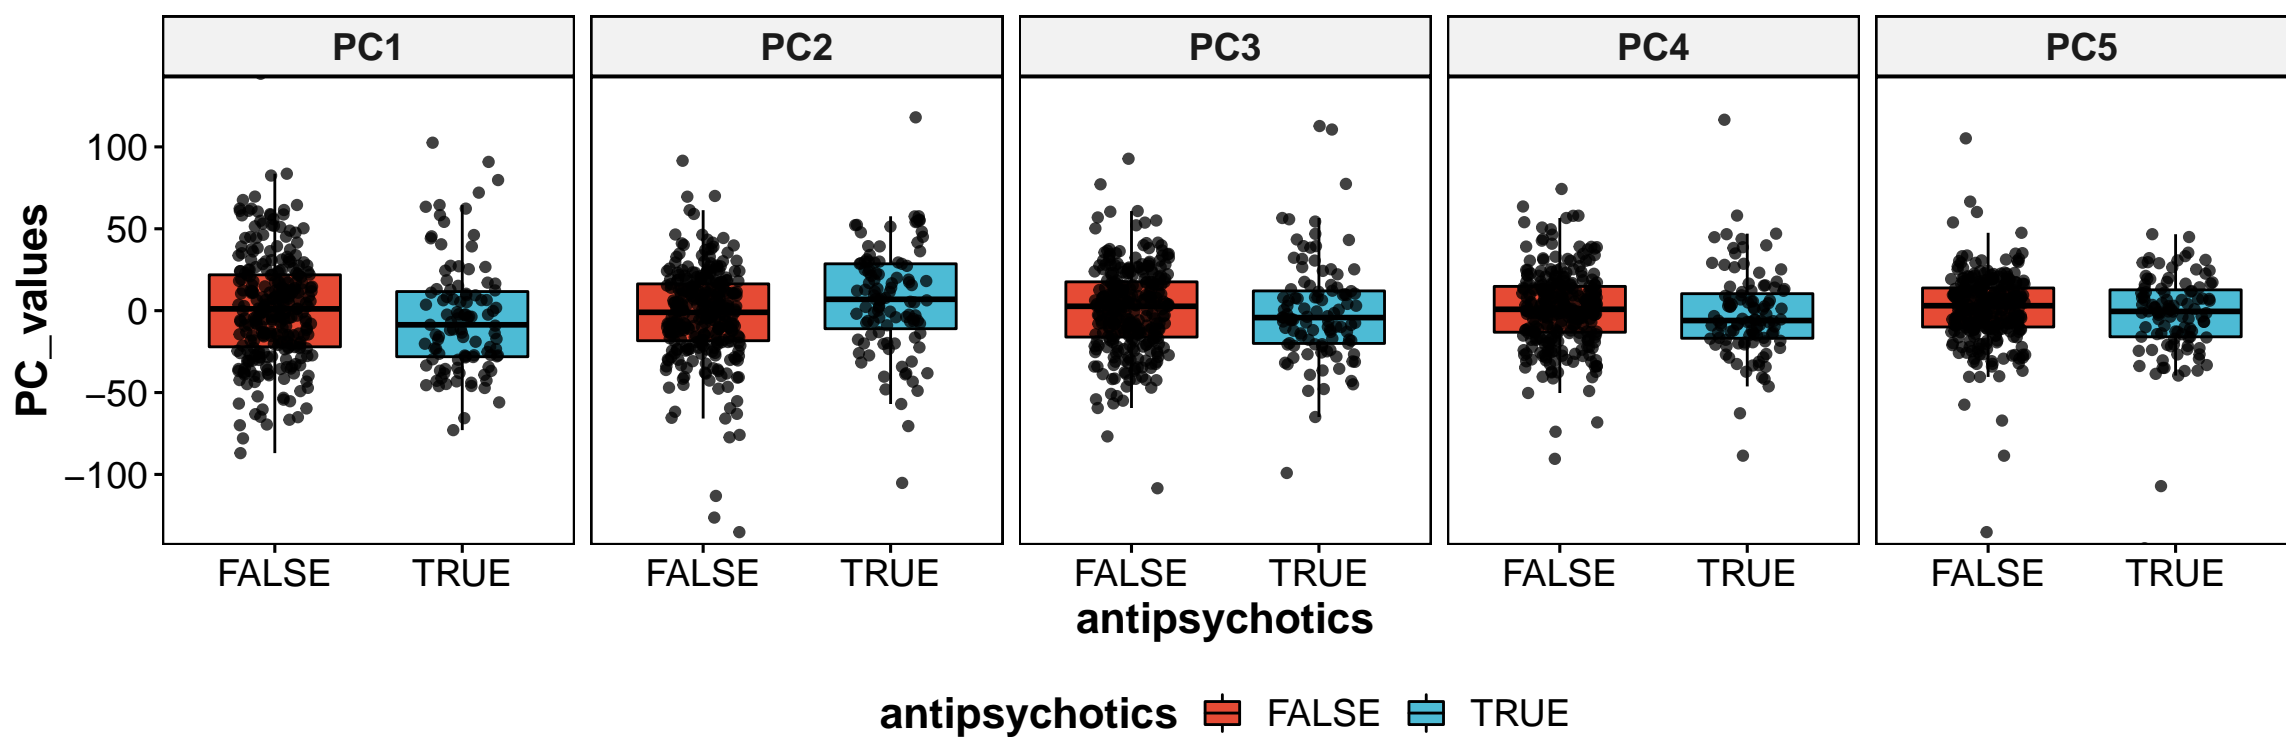 PC1 PC2 PC3 PC4 PC5
PC_values
100
50
0
−50
−100
FALSE TRUE FALSE TRUE FALSE TRUE FALSE TRUE FALSE TRUE
antipsychotics
antipsychotics FALSE TRUE